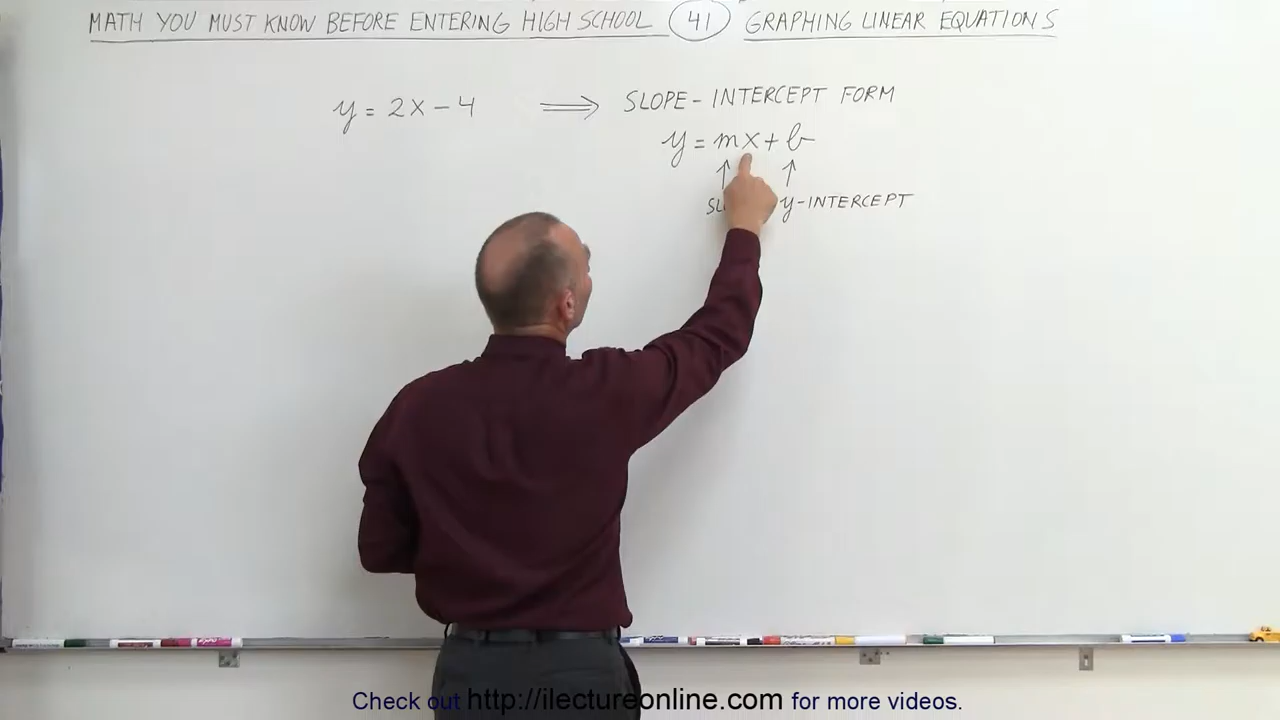 MATH YOU MUST KNOW BEFORE ENTERING HIGH SCHOOL 41 GRAPHING LINEAR EQUATIONS
y = 2x - 4 ⟹ SLOPE-INTERCEPT FORM
y = mx + b
↑ ↑
y-INTERCEPT
Check out http://ilectureonline.com for more videos.